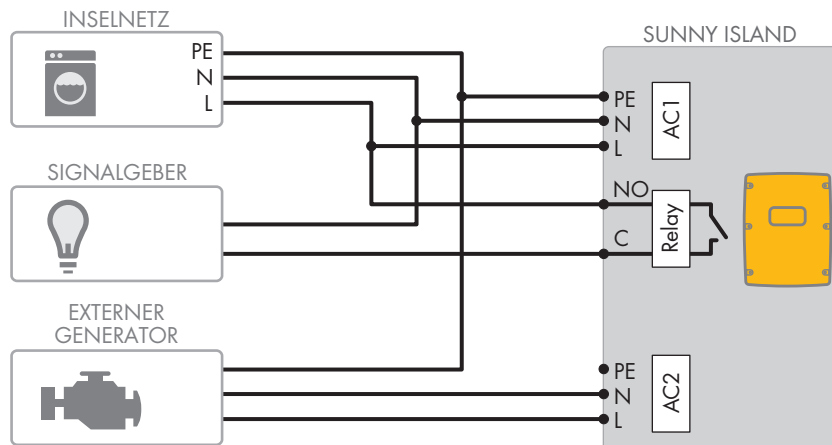 INSELNETZ
PE
N
L
SIGNALGEBER
EXTERNER
GENERATOR
SUNNY ISLAND
PE
N
L
AC1
NO
C
Relay
PE
N
L
AC2